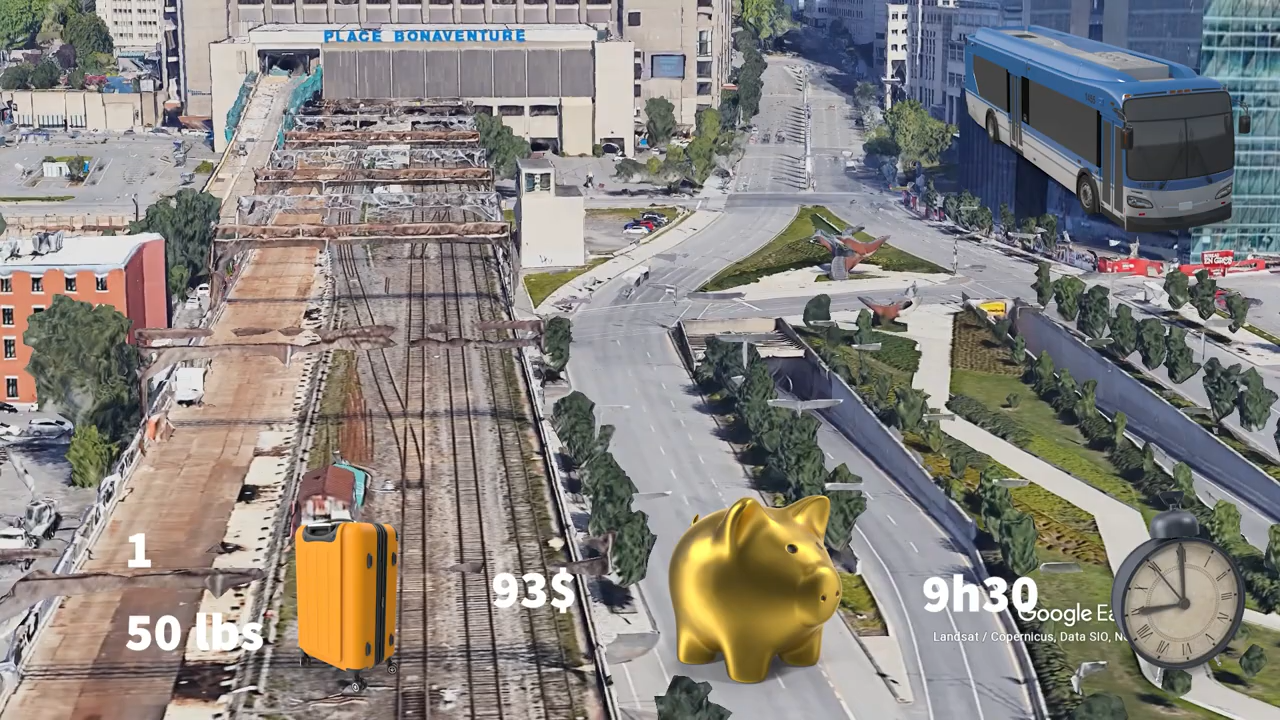 PLACE BONAVENTURE
1
50 lbs
93$
9h30
Google Ea
Landsat / Copernicus, Data SIO,